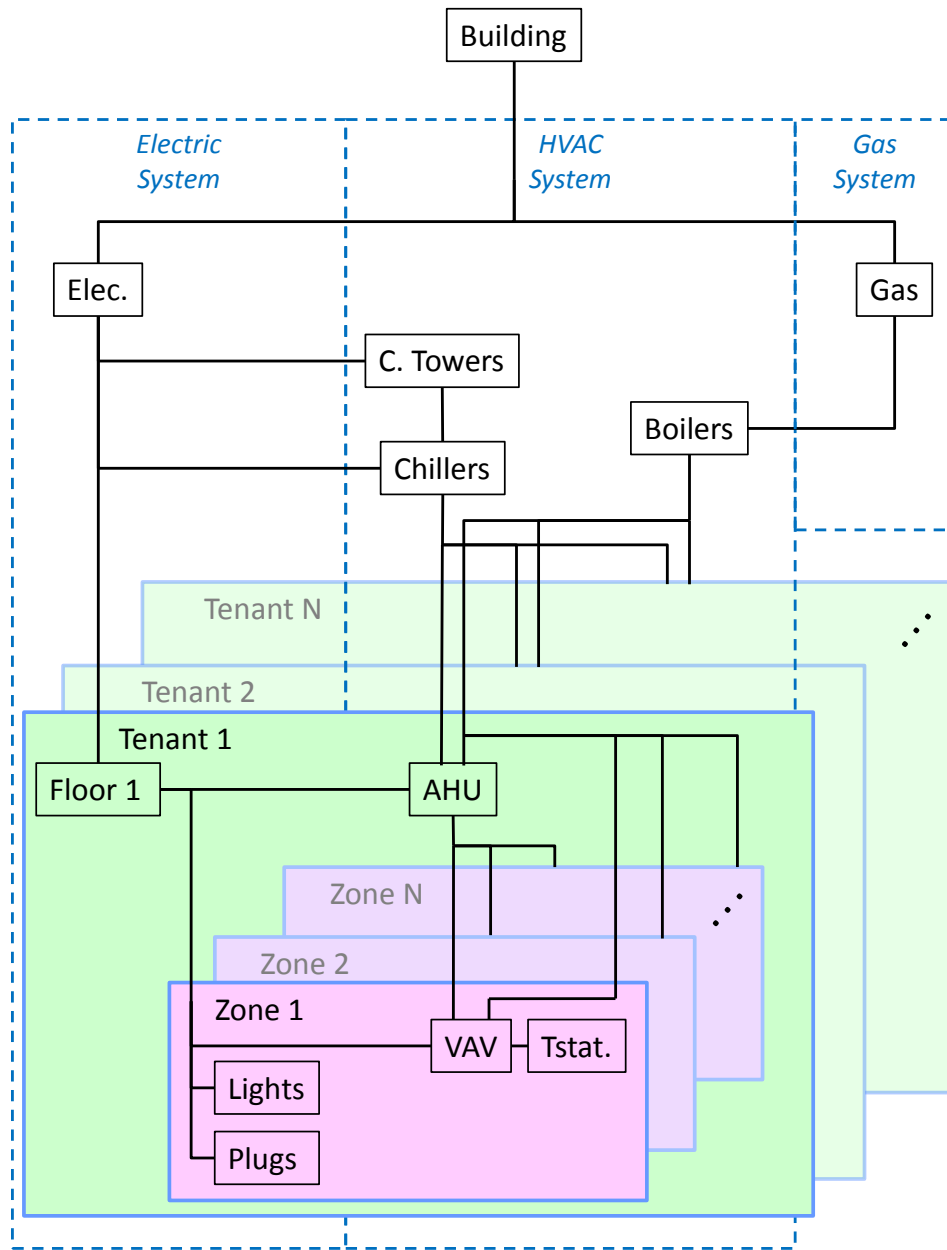 Building
Electric
System
HVAC
System
Gas
System
Elec.
Gas
C. Towers
Boilers
Chillers
Tenant N
Tenant 2
Tenant 1
Floor 1
AHU
Zone N
Zone 2
Zone 1
VAV
Tstat.
Lights
Plugs